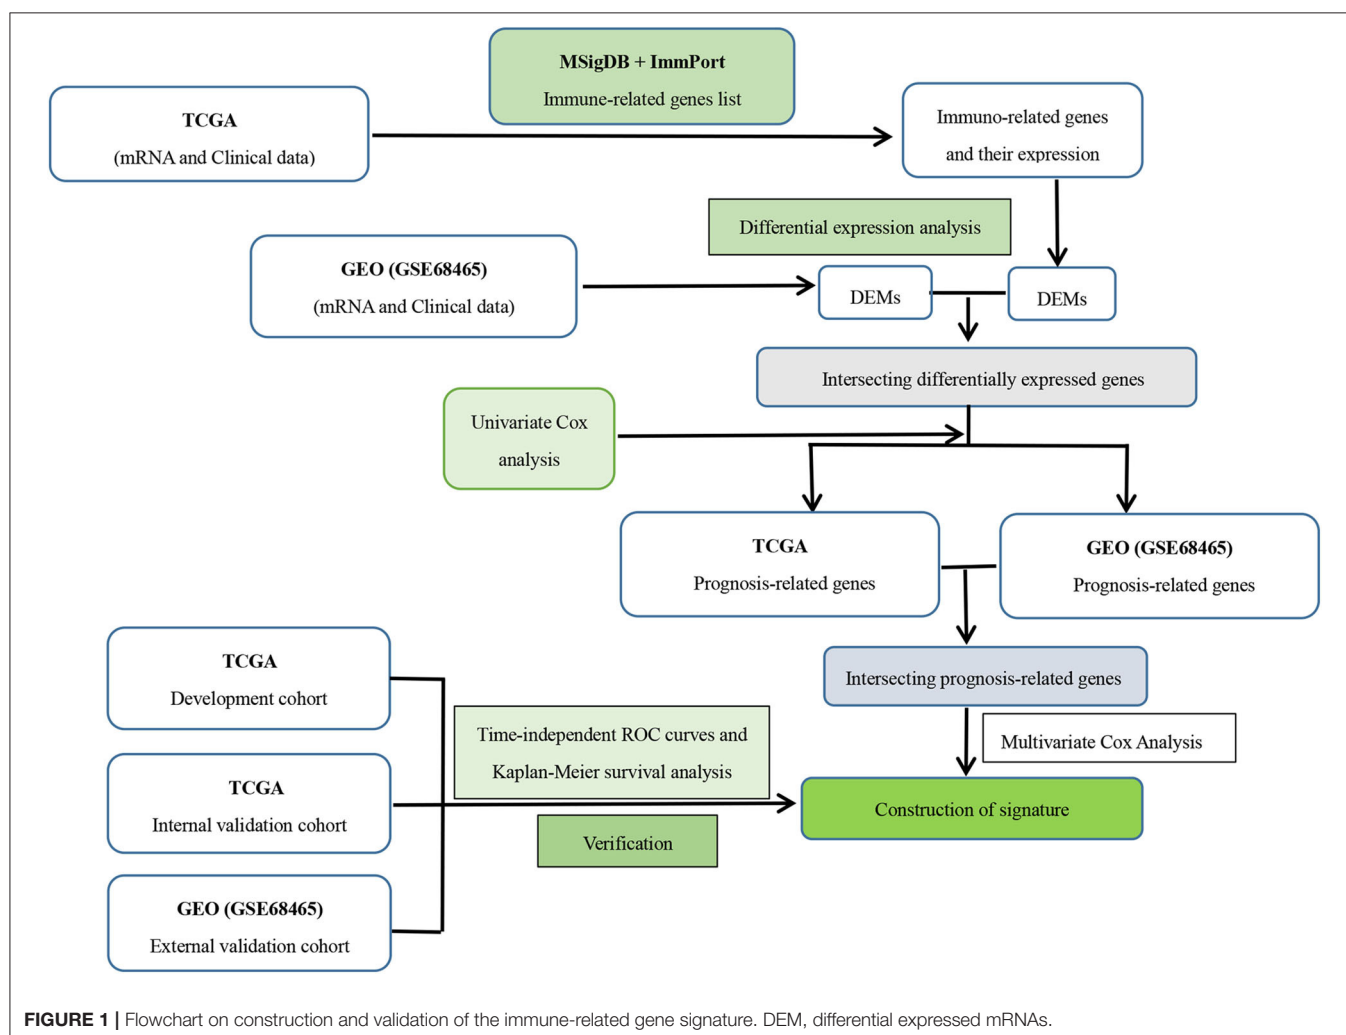 MSigDB + ImmPort
Immune-related genes list
TCGA
(mRNA and Clinical data)
Immuno-related genes
and their expression
Differential expression analysis
GEO (GSE68465)
(mRNA and Clinical data)
DEMs
DEMs
Intersecting differentially expressed genes
Univariate Cox
analysis
TCGA
Prognosis-related genes
GEO (GSE68465)
Prognosis-related genes
Intersecting prognosis-related genes
Multivariate Cox Analysis
TCGA
Development cohort
Time-independent ROC curves and
Kaplan-Meier survival analysis
TCGA
Internal validation cohort
Construction of signature
Verification
GEO (GSE68465)
External validation cohort
FIGURE 1 | Flowchart on construction and validation of the immune-related gene signature. DEM, differential expressed mRNAs.